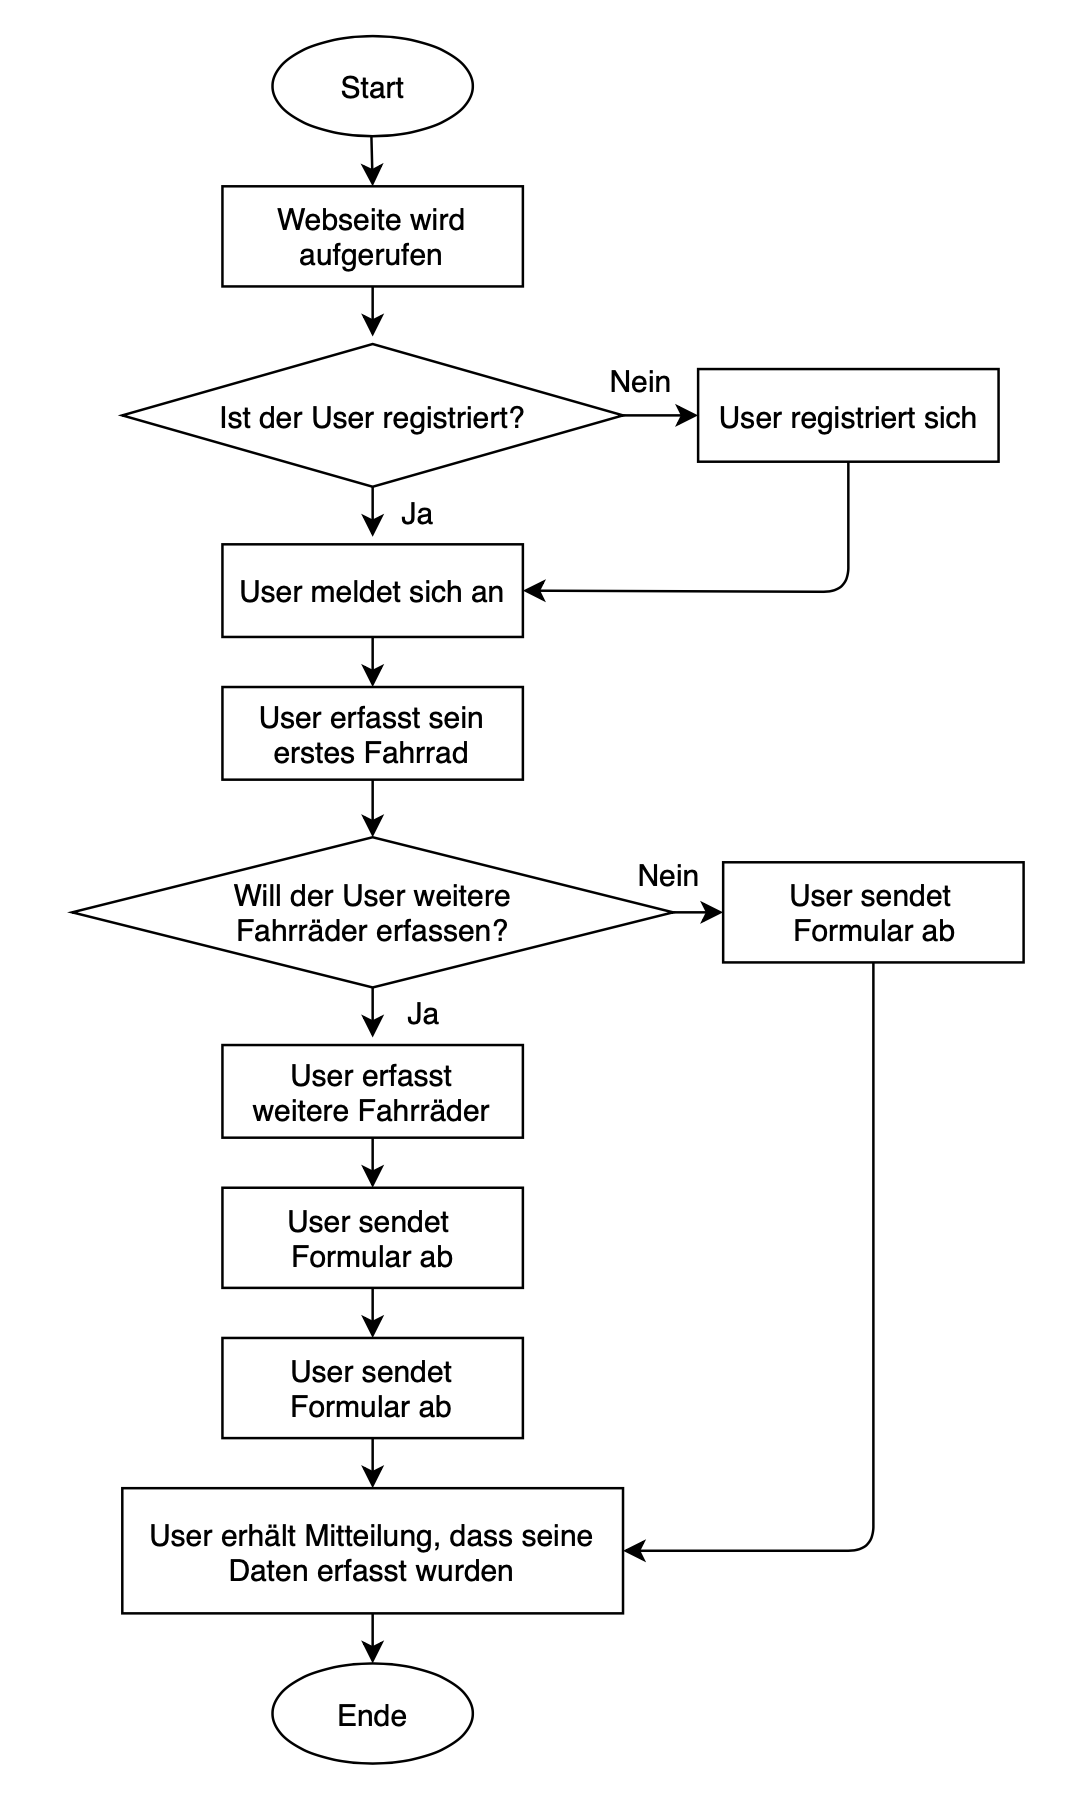 Start
Webseite wird
aufgerufen
Ist der User registriert?
Nein
User registriert sich
Ja
User meldet sich an
User erfasst sein
erstes Fahrrad
Will der User weitere
Fahrräder erfassen?
Nein
User sendet
Formular ab
Ja
User erfasst
weitere Fahrräder
User sendet
Formular ab
User sendet
Formular ab
User erhält Mitteilung, dass seine
Daten erfasst wurden
Ende